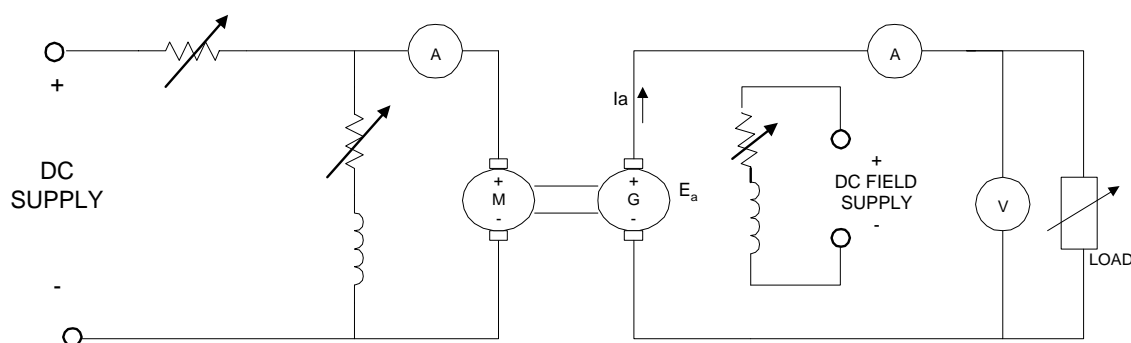 A
A
+
Ia
+
DC FIELD
SUPPLY
-
DC
SUPPLY
+
M
-
+
G
-
Ea
V
-
LOAD